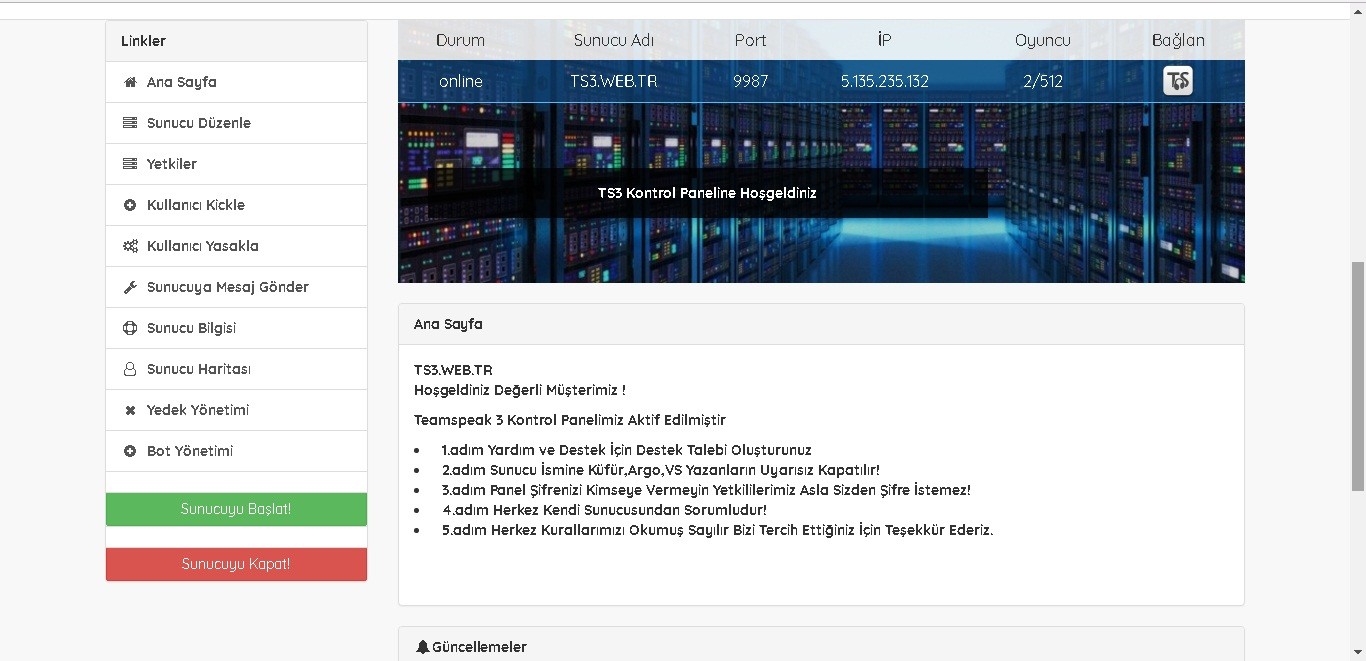 Linkler
Ana Sayfa
Sunucu Düzenle
Yetkiler
Kullanıcı Kickle
Kullanıcı Yasakla
Sunucuya Mesaj Gönder
Sunucu Bilgisi
Sunucu Haritası
Yedek Yönetimi
Bot Yönetimi
Sunucuyu Başlat!
Sunucuyu Kapat!
Durum Sunucu Adı Port İP Oyuncu Bağlan
online TS3.WEB.TR 9987 5.135.235.132 2/512
TS3 Kontrol Paneline Hoşgeldiniz
Ana Sayfa
TS3.WEB.TR
Hoşgeldiniz Değerli Müşterimiz !
Teamspeak 3 Kontrol Panelimiz Aktif Edilmiştir
• 1.adım Yardım ve Destek İçin Destek Talebi Oluşturunuz
• 2.adım Sunucu İsmine Küfür,Argo,VS Yazanların Uyarısız Kapatılır!
• 3.adım Panel Şifrenizi Kimseye Vermeyin Yetkililerimiz Asla Sizden Şifre İstemez!
• 4.adım Herkez Kendi Sunucusundan Sorumludur!
• 5.adım Herkez Kurallarımızı Okumuş Sayılır Bizi Tercih Ettiğiniz İçin Teşekkür Ederiz.
Güncellemeler